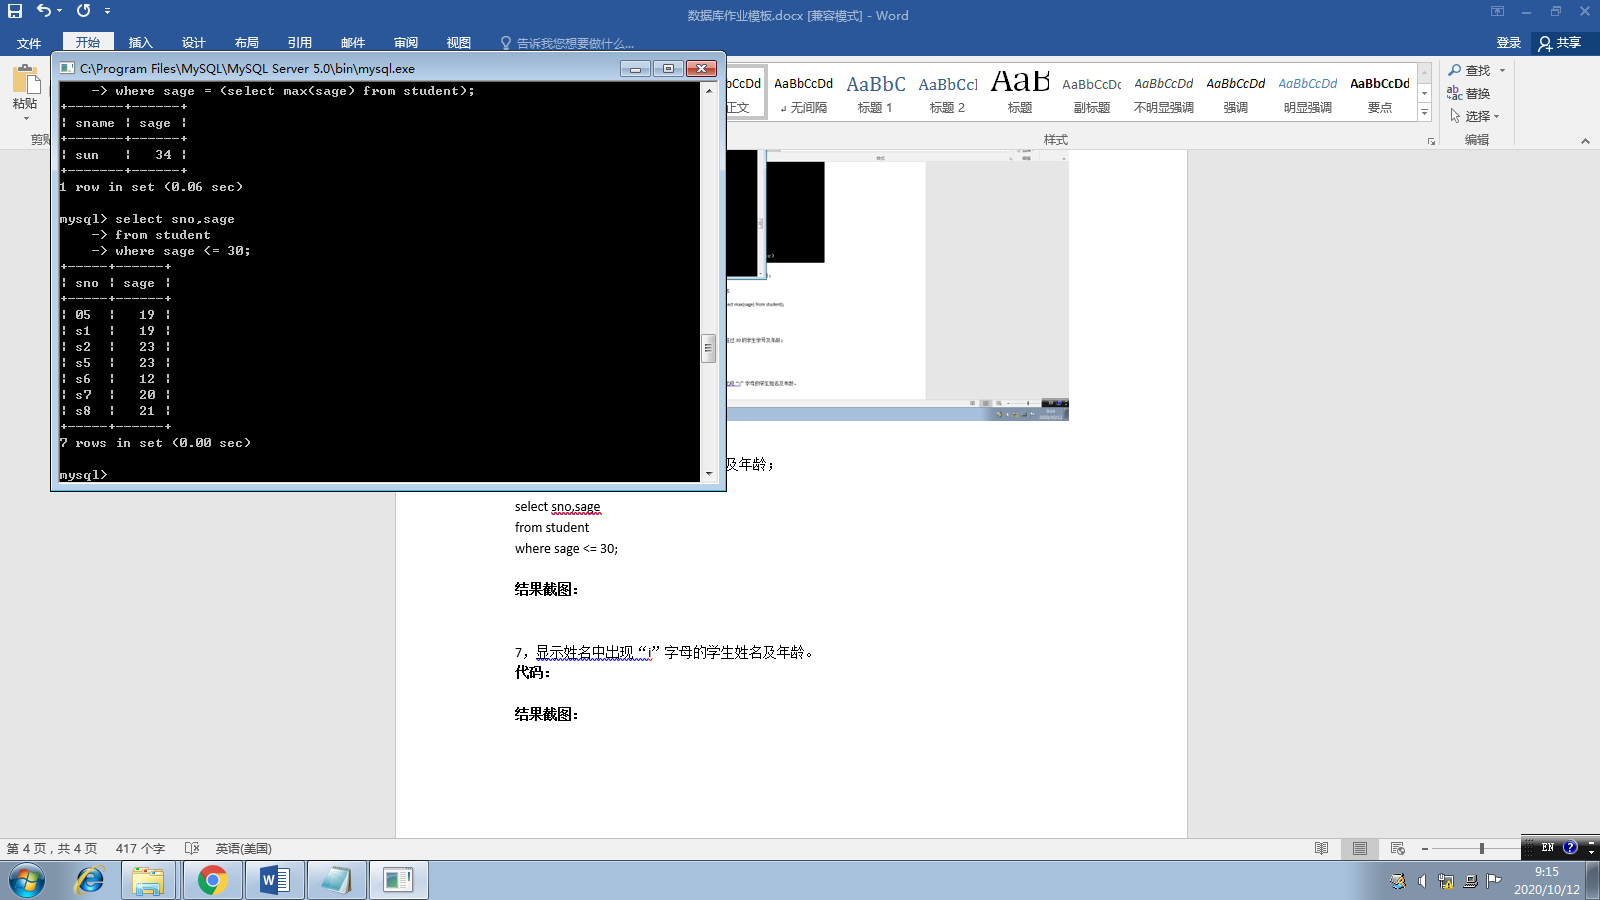 数据库作业模板.docx [兼容模式] - Word
文件 开始 插入 设计 布局 引用 邮件 审阅 视图 告诉我您想要做什么... 登录 共享
C:\Program Files\MySQL\MySQL Server 5.0\bin\mysql.exe
-> where sage = (select max(sage) from student);
+-------+------+
| sname | sage |
+-------+------+
| sun   |   34 |
+-------+------+
1 row in set (0.06 sec)
mysql> select sno,sage
-> from student
-> where sage <= 30;
+-----+------+
| sno | sage |
+-----+------+
| 05  |   19 |
| s1  |   19 |
| s2  |   23 |
| s5  |   23 |
| s6  |   12 |
| s7  |   20 |
| s8  |   21 |
+-----+------+
7 rows in set (0.00 sec)
mysql>
粘贴
AaBbCcDd AaBbC AaBbCcI AaB AaBbCcDc AaBbCcDd AaBbCcDd AaBbCcDd AaBbCcDd
正文 无间隔 标题 1 标题 2 标题 副标题 不明显强调 强调 明显强调 要点
样式
查找
替换
选择
编辑
及年龄；
select sno,sage
from student
where sage <= 30;
结果截图：
7，显示姓名中出现“i”字母的学生姓名及年龄。
代码：
结果截图：
第 4 页，共 4 页 417 个字 英语(美国)
EN
9:15
2020/10/12